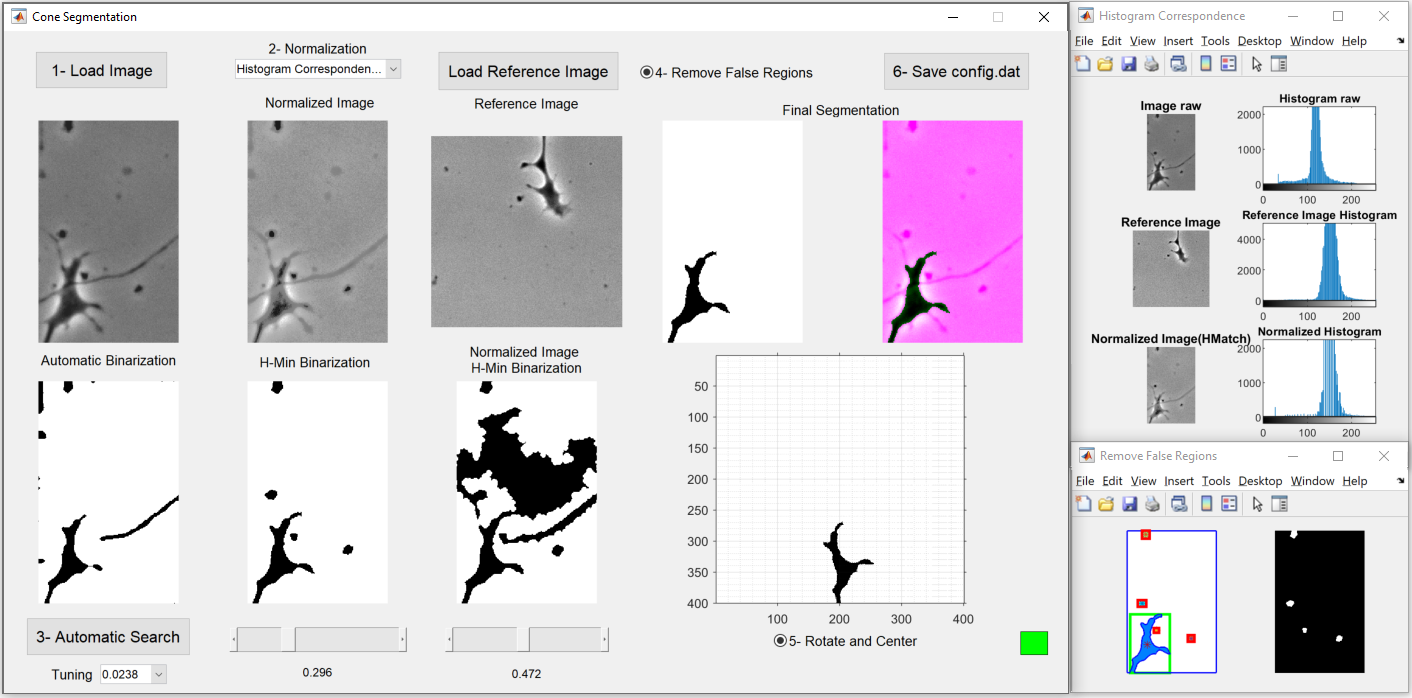 Cone Segmentation
1- Load Image
2- Normalization
Histogram Corresponden...
Load Reference Image
4- Remove False Regions
6- Save config.dat
Normalized Image
Reference Image
Final Segmentation
Automatic Binarization
H-Min Binarization
Normalized Image
H-Min Binarization
50
100
150
200
250
300
350
400
100
200
300
400
3- Automatic Search
5- Rotate and Center
Tuning
0.0238
0.296
0.472
Histogram Correspondence
File Edit View Insert Tools Desktop Window Help
Image raw
Histogram raw
2000
1000
0
0 100 200
Reference Image
Reference Image Histogram
4000
2000
0
0 100 200
Normalized Image(HMatch)
Normalized Histogram
2000
1000
0
0 100 200
Remove False Regions
File Edit View Insert Tools Desktop Window Help